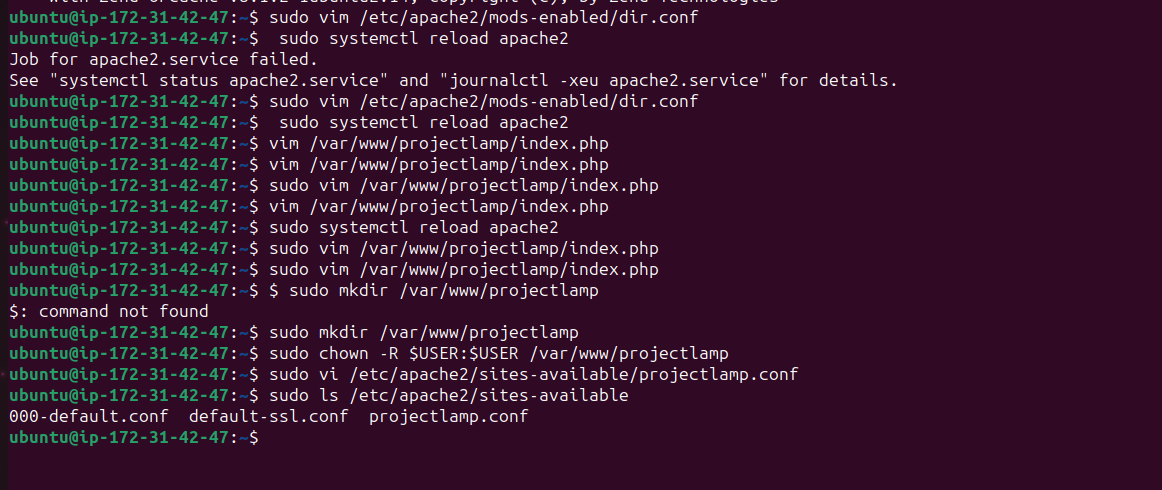 ubuntu@ip-172-31-42-47:~$ sudo vim /etc/apache2/mods-enabled/dir.conf
ubuntu@ip-172-31-42-47:~$  sudo systemctl reload apache2
Job for apache2.service failed.
See "systemctl status apache2.service" and "journalctl -xeu apache2.service" for details.
ubuntu@ip-172-31-42-47:~$ sudo vim /etc/apache2/mods-enabled/dir.conf
ubuntu@ip-172-31-42-47:~$  sudo systemctl reload apache2
ubuntu@ip-172-31-42-47:~$ vim /var/www/projectlamp/index.php
ubuntu@ip-172-31-42-47:~$ vim /var/www/projectlamp/index.php
ubuntu@ip-172-31-42-47:~$ sudo vim /var/www/projectlamp/index.php
ubuntu@ip-172-31-42-47:~$ vim /var/www/projectlamp/index.php
ubuntu@ip-172-31-42-47:~$ sudo systemctl reload apache2
ubuntu@ip-172-31-42-47:~$ sudo vim /var/www/projectlamp/index.php
ubuntu@ip-172-31-42-47:~$ sudo vim /var/www/projectlamp/index.php
ubuntu@ip-172-31-42-47:~$ $ sudo mkdir /var/www/projectlamp
$: command not found
ubuntu@ip-172-31-42-47:~$ sudo mkdir /var/www/projectlamp
ubuntu@ip-172-31-42-47:~$ sudo chown -R $USER:$USER /var/www/projectlamp
ubuntu@ip-172-31-42-47:~$ sudo vi /etc/apache2/sites-available/projectlamp.conf
ubuntu@ip-172-31-42-47:~$ sudo ls /etc/apache2/sites-available
000-default.conf  default-ssl.conf  projectlamp.conf
ubuntu@ip-172-31-42-47:~$